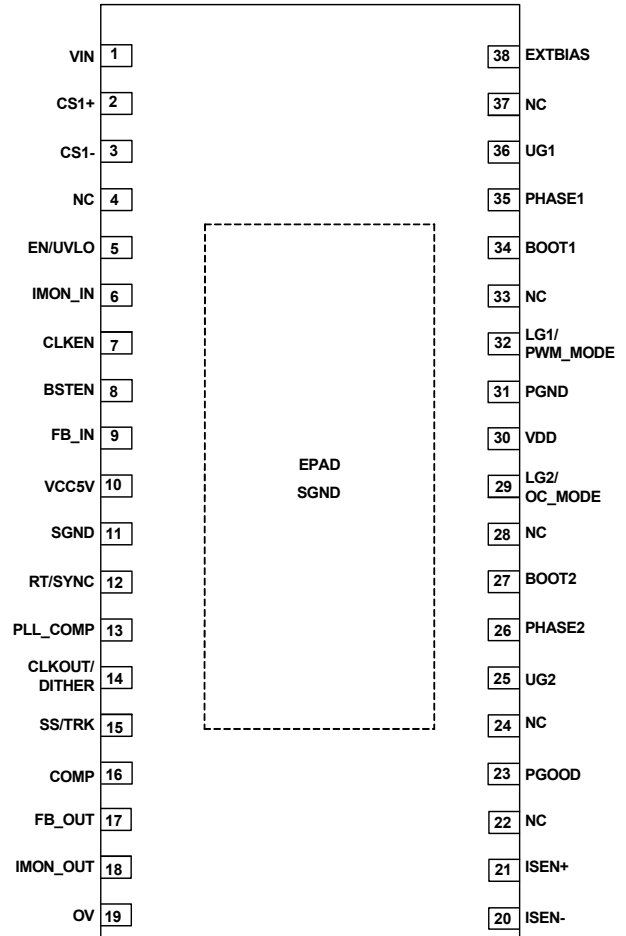 VIN 1
CS1+ 2
CS1- 3
NC 4
EN/UVLO 5
IMON_IN 6
CLKEN 7
BSTEN 8
FB_IN 9
VCC5V 10
SGND 11
RT/SYNC 12
PLL_COMP 13
CLKOUT/
DITHER 14
SS/TRK 15
COMP 16
FB_OUT 17
IMON_OUT 18
OV 19
EPAD
SGND
38 EXTBIAS
37 NC
36 UG1
35 PHASE1
34 BOOT1
33 NC
32 LG1/
PWM_MODE
31 PGND
30 VDD
29 LG2/
OC_MODE
28 NC
27 BOOT2
26 PHASE2
25 UG2
24 NC
23 PGOOD
22 NC
21 ISEN+
20 ISEN-